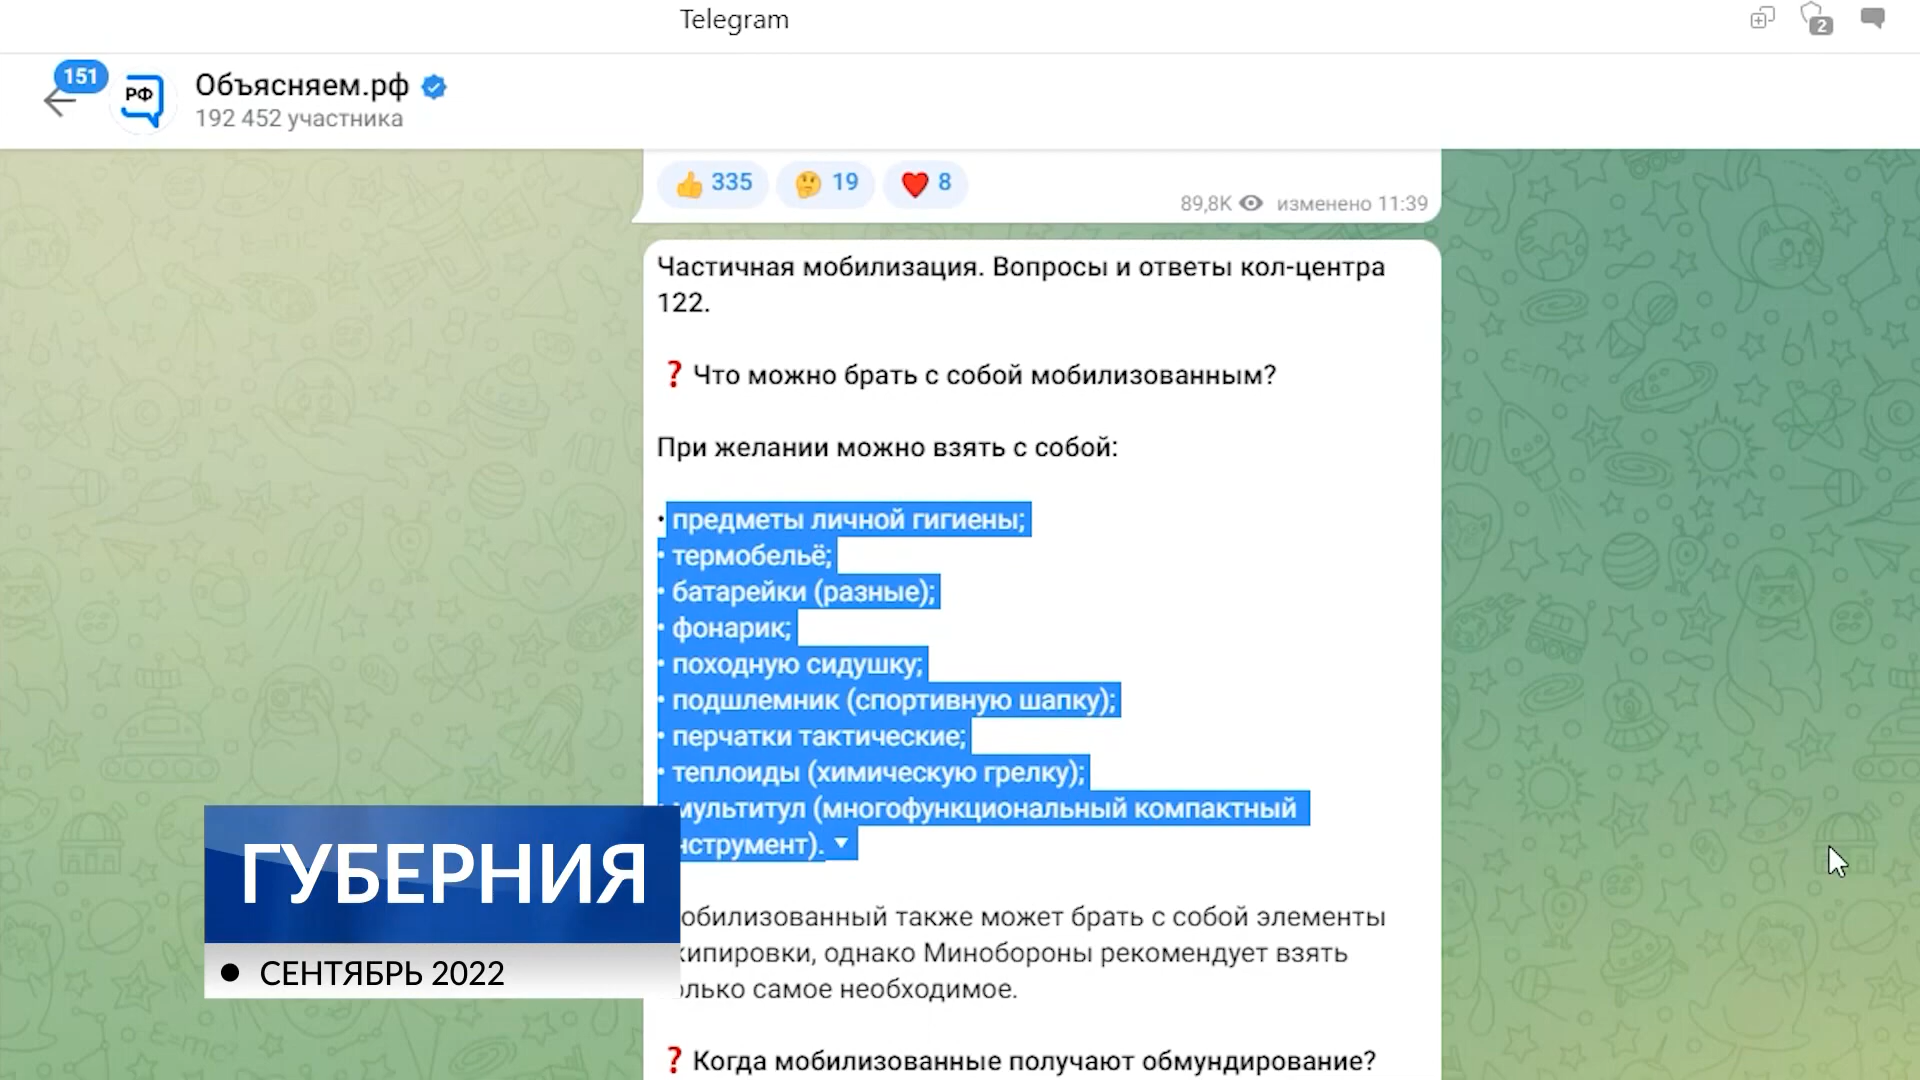 Telegram
2
151
РФ
Объясняем.рф
192 452 участника
335 19 8
89,8K изменено 11:39
Частичная мобилизация. Вопросы и ответы кол-центра
122.
❓ Что можно брать с собой мобилизованным?
При желании можно взять с собой:
• предметы личной гигиены;
• термобельё;
• батарейки (разные);
• фонарик;
• походную сидушку;
• подшлемник (спортивную шапку);
• перчатки тактические;
• теплоиды (химическую грелку);
мультитул (многофункциональный компактный
нструмент).
обилизованный также может брать с собой элементы
кипировки, однако Минобороны рекомендует взять
олько самое необходимое.
❓ Когда мобилизованные получают обмундирование?
ГУБЕРНИЯ
● СЕНТЯБРЬ 2022